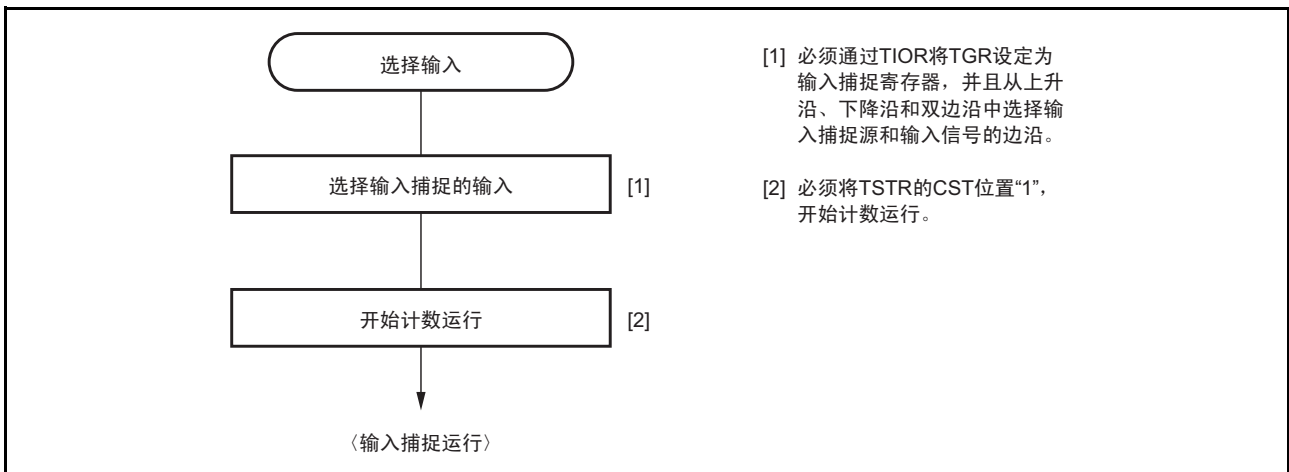 选择输入
选择输入捕捉的输入 [1]
开始计数运行 [2]
〈输入捕捉运行〉
[1] 必须通过TIOR将TGR设定为
输入捕捉寄存器，并且从上升
沿、下降沿和双边沿中选择输
入捕捉源和输入信号的边沿。
[2] 必须将TSTR的CST位置“1”，
开始计数运行。